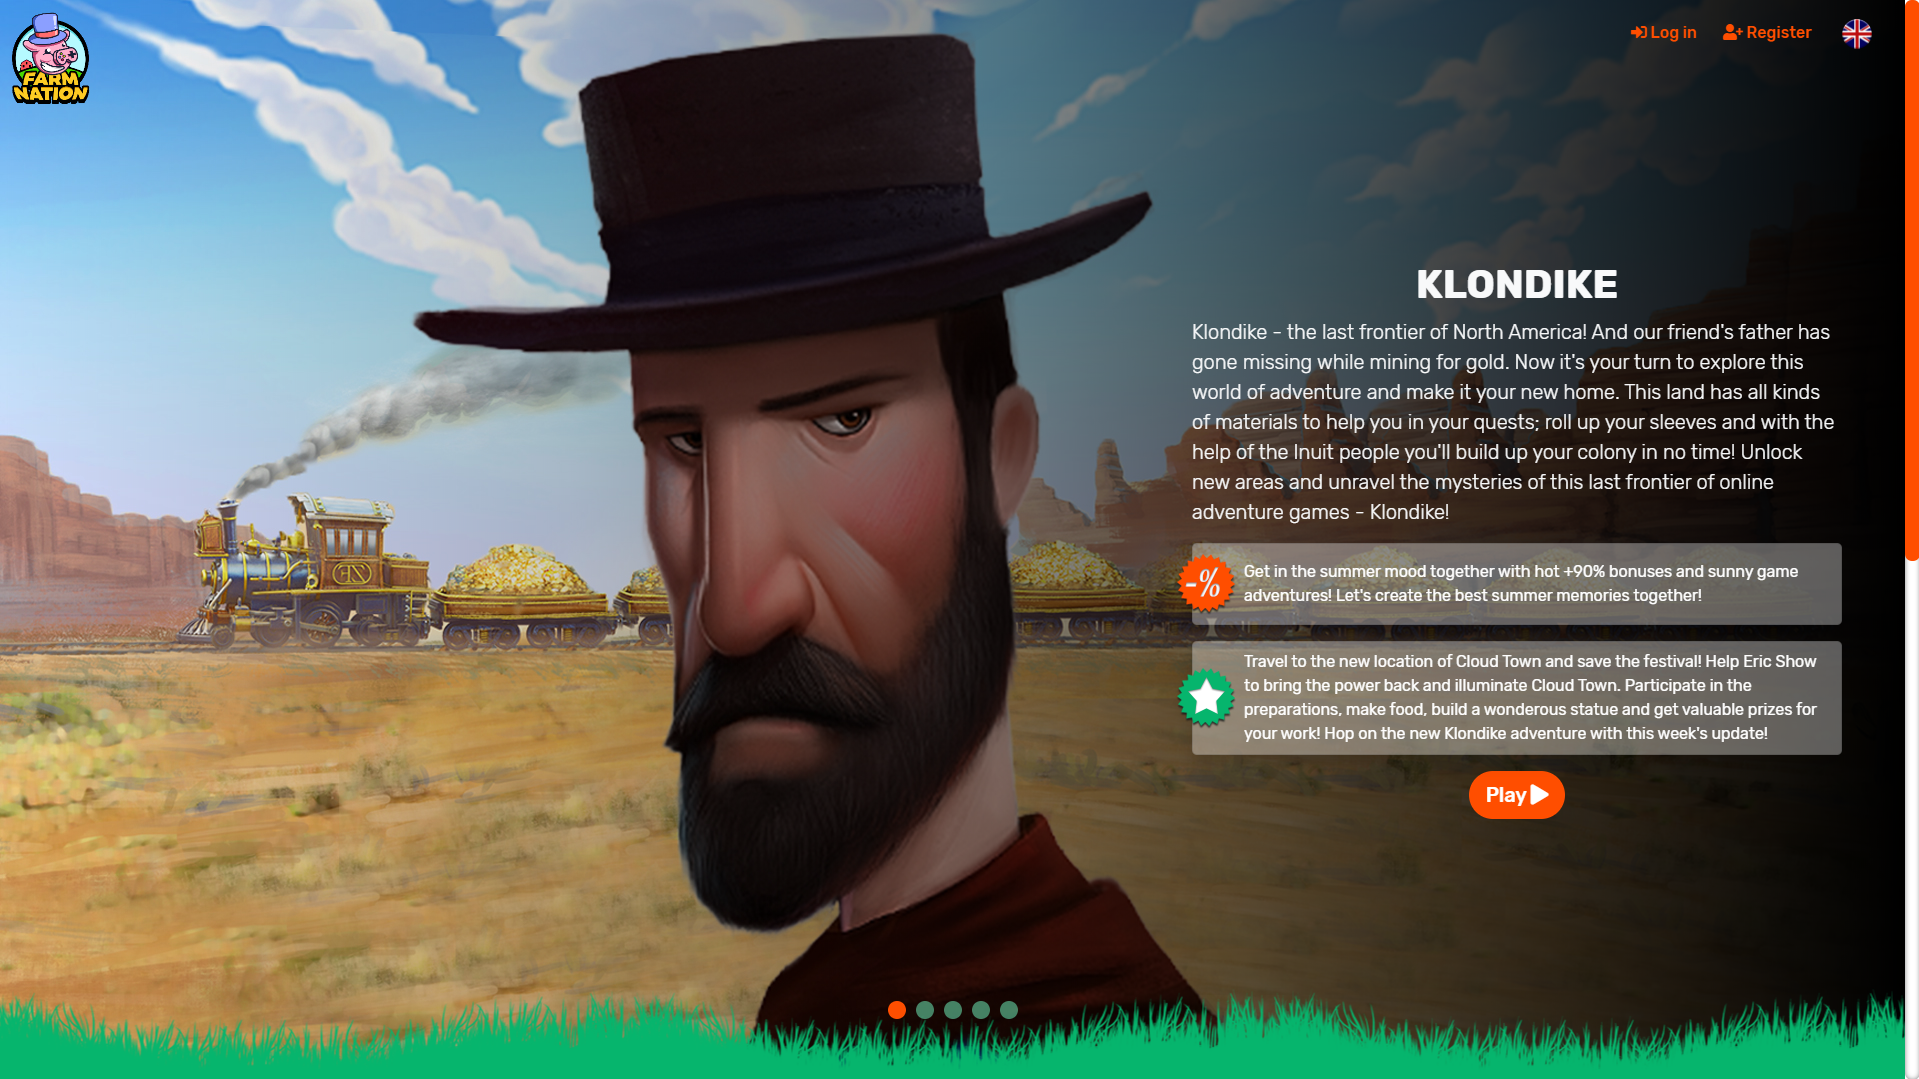 FARM
NATION
Log in
Register
KLONDIKE
Klondike - the last frontier of North America! And our friend's father has
gone missing while mining for gold. Now it's your turn to explore this
world of adventure and make it your new home. This land has all kinds
of materials to help you in your quests; roll up your sleeves and with the
help of the Inuit people you'll build up your colony in no time! Unlock
new areas and unravel the mysteries of this last frontier of online
adventure games - Klondike!
-%
Get in the summer mood together with hot +90% bonuses and sunny game
adventures! Let's create the best summer memories together!
Travel to the new location of Cloud Town and save the festival! Help Eric Show
to bring the power back and illuminate Cloud Town. Participate in the
preparations, make food, build a wonderous statue and get valuable prizes for
your work! Hop on the new Klondike adventure with this week's update!
Play